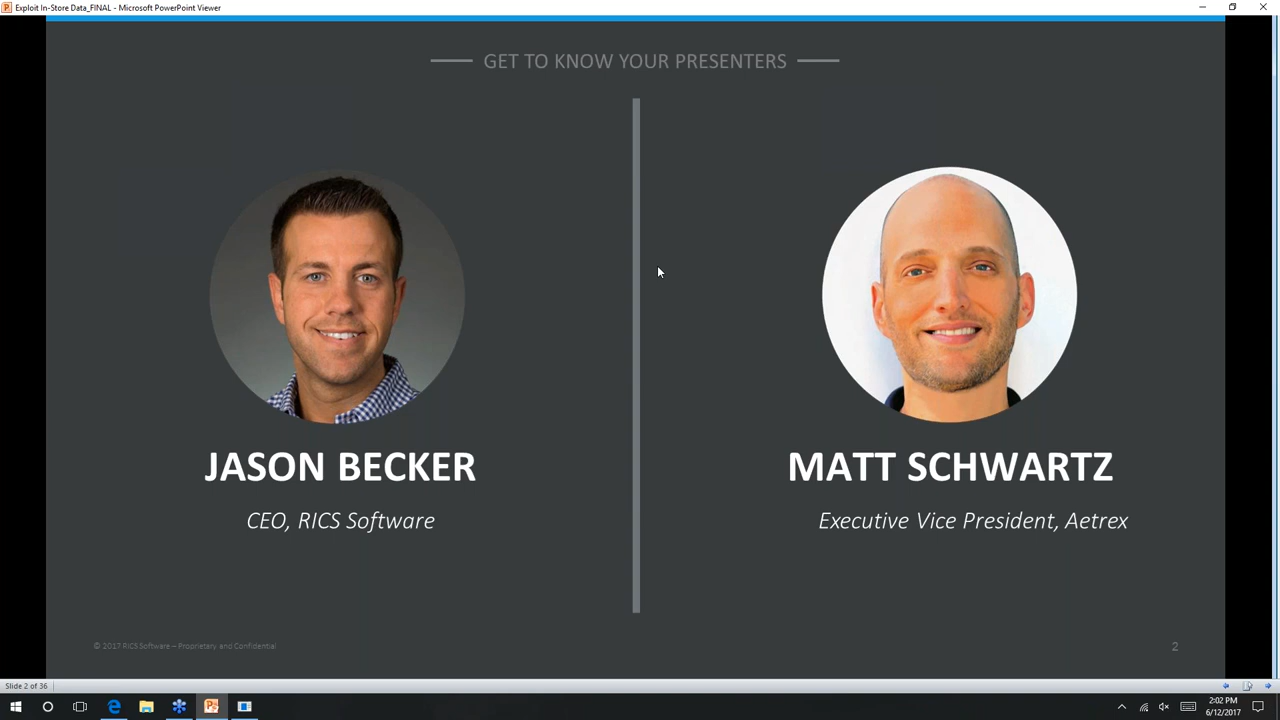 Exploit In-Store Data_FINAL - Microsoft PowerPoint Viewer
GET TO KNOW YOUR PRESENTERS
JASON BECKER
CEO, RICS Software
MATT SCHWARTZ
Executive Vice President, Aetrex
© 2017 RICS Software – Proprietary and Confidential
2
Slide 2 of 36
2:02 PM
6/12/2017